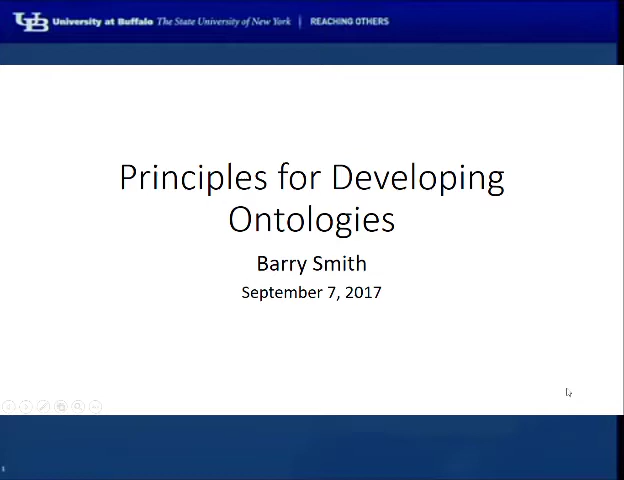 University at Buffalo The State University of New York | REACHING OTHERS
Principles for Developing
Ontologies
Barry Smith
September 7, 2017
1